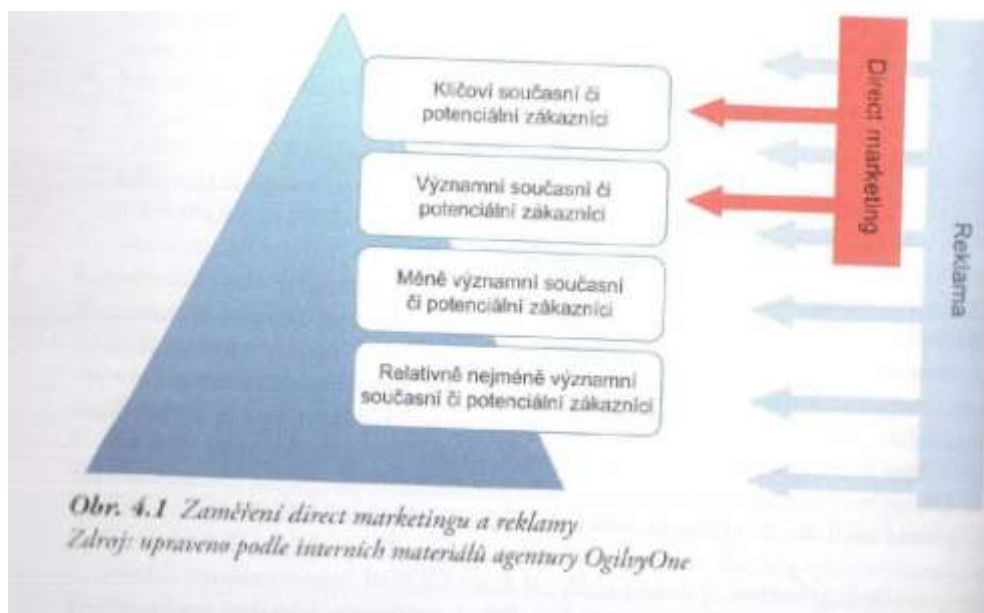 Klíčoví současní či
potenciální zákazníci
Významní současní či
potenciální zákazníci
Méně významní současní
či potenciální zákazníci
Relativně nejméně významní
současní či potenciální zákazníci
Direct marketing
Reklama
Obr. 4.1 Zaměření direct marketingu a reklamy
Zdroj: upraveno podle interních materiálů agentury OgilvyOne